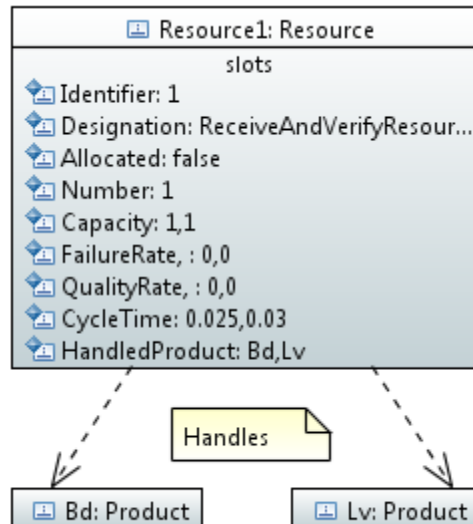 Resource1: Resource
slots
Identifier: 1
Designation: ReceiveAndVerifyResour...
Allocated: false
Number: 1
Capacity: 1,1
FailureRate, : 0,0
QualityRate, : 0,0
CycleTime: 0.025,0.03
HandledProduct: Bd,Lv
Handles
Bd: Product
Lv: Product